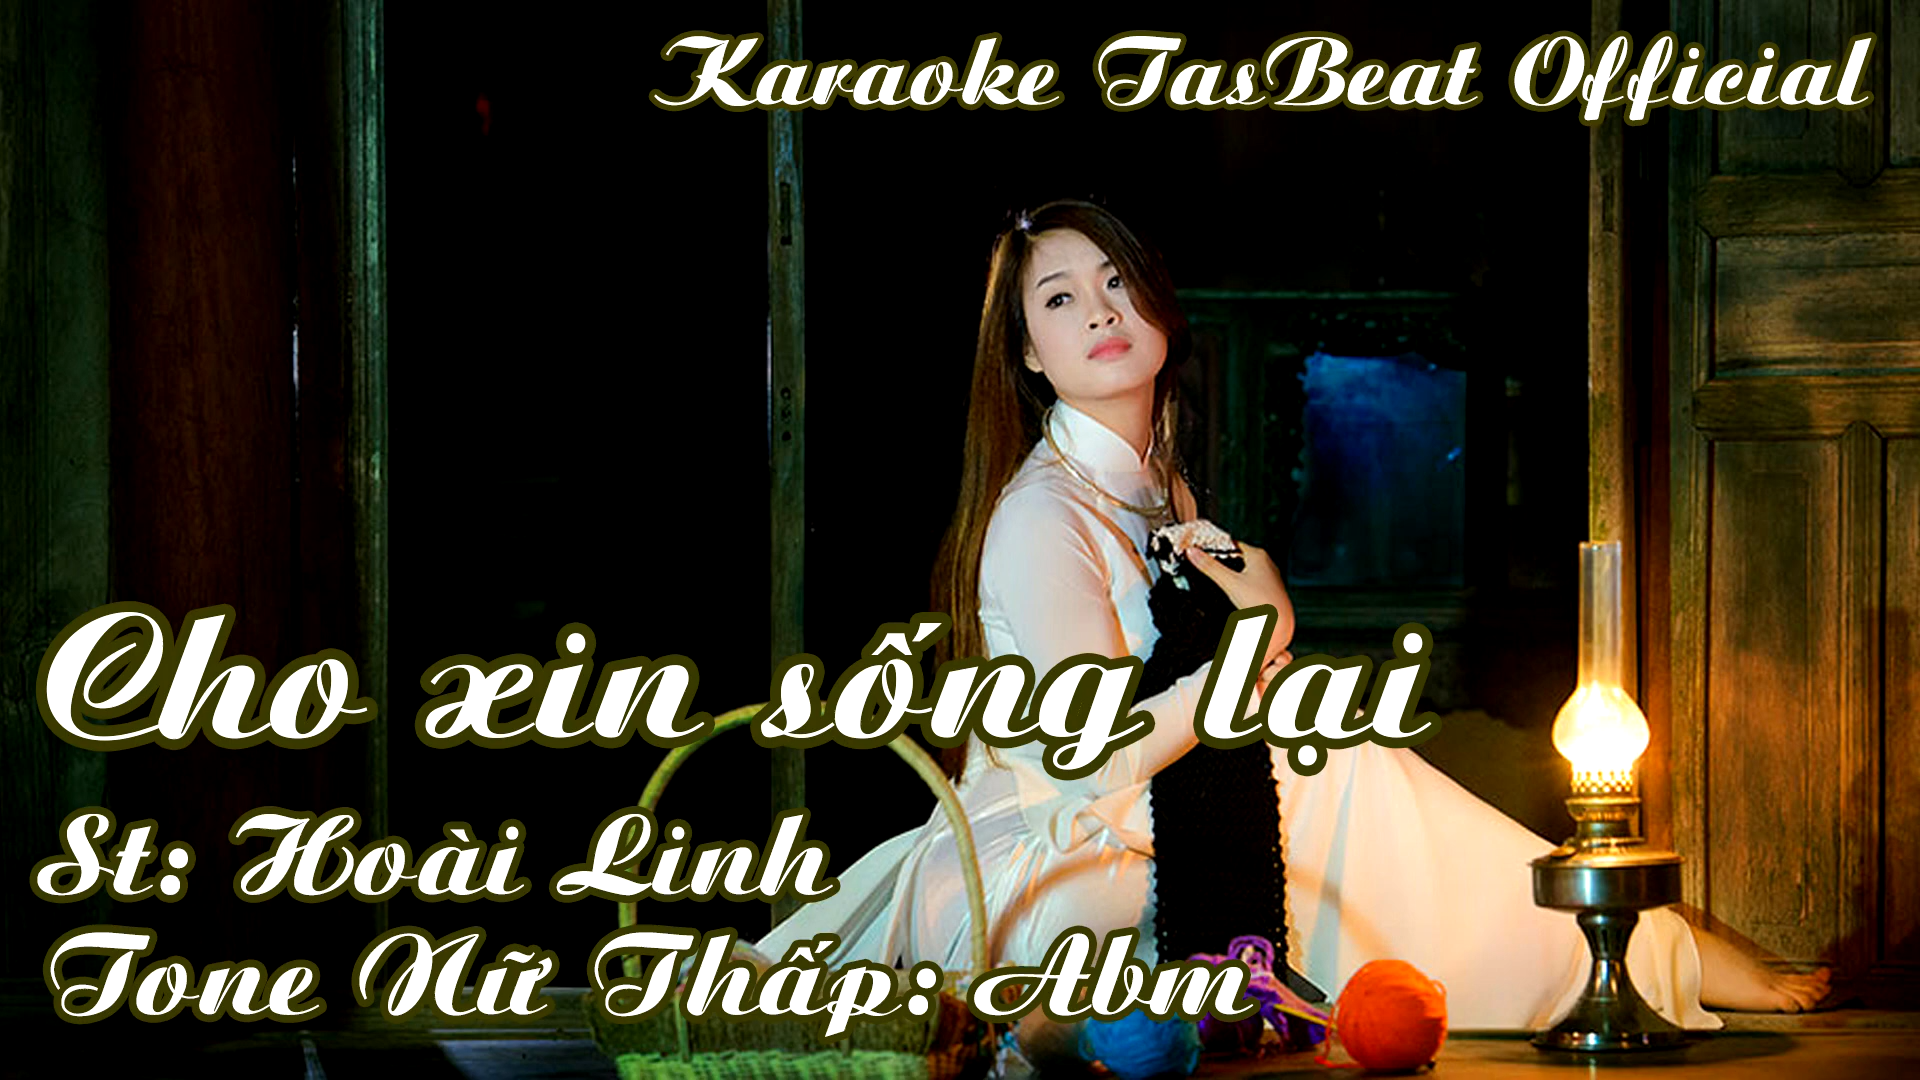 Karaoke TasBeat Official
Cho xin sống lại
St: Hoài Linh
Tone Nữ Thấp: Abm